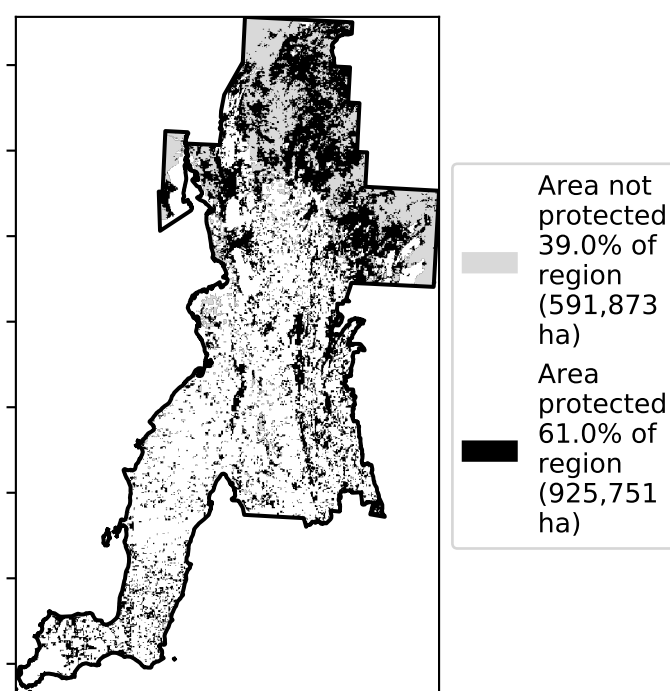 Area not
protected
39.0% of
region
(591,873
ha)
Area
protected
61.0% of
region
(925,751
ha)